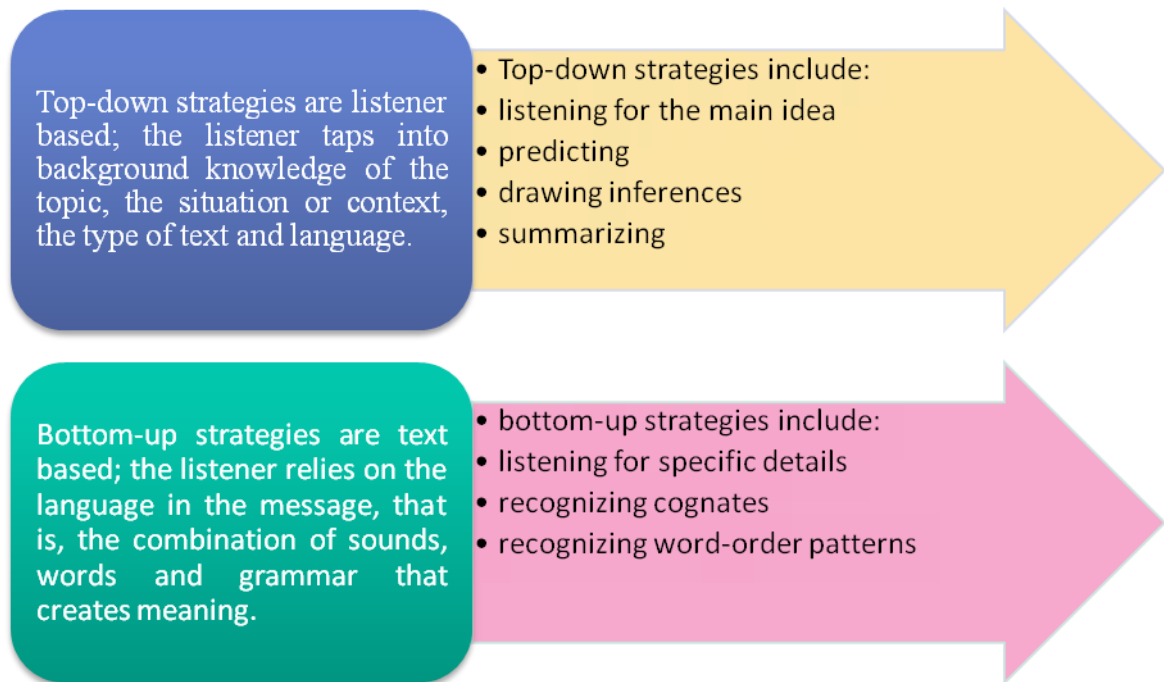 Top-down strategies are listener
based; the listener taps into
background knowledge of the
topic, the situation or context,
the type of text and language.
• Top-down strategies include:
• listening for the main idea
• predicting
• drawing inferences
• summarizing
Bottom-up strategies are text
based; the listener relies on the
language in the message, that
is, the combination of sounds,
words and grammar that
creates meaning.
• bottom-up strategies include:
• listening for specific details
• recognizing cognates
• recognizing word-order patterns